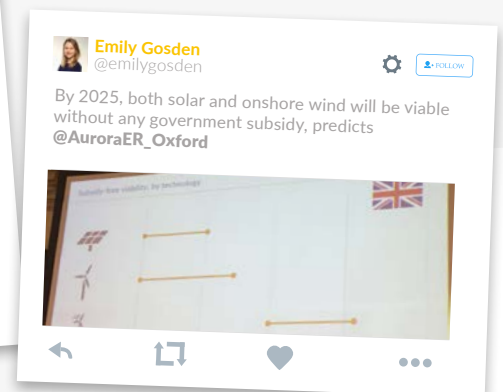 Emily Gosden
@emilygosden
FOLLOW
By 2025, both solar and onshore wind will be viable
without any government subsidy, predicts
@AuroraER_Oxford
Subsidy-free viability, by technology